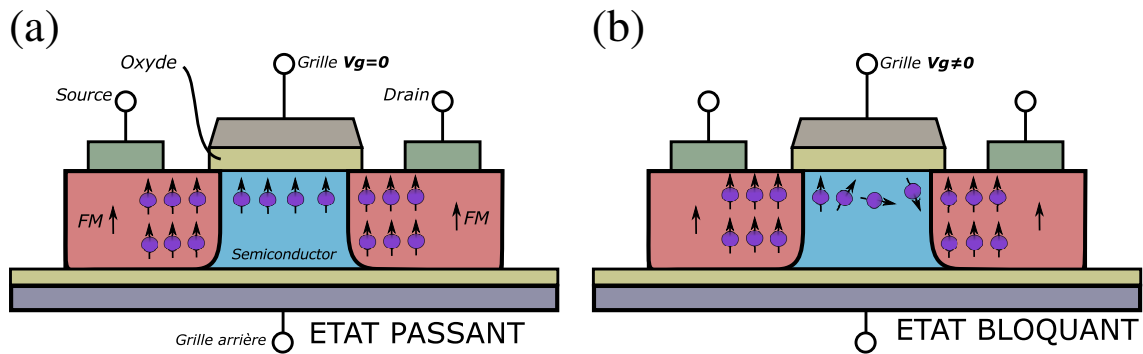 (a)
Oxyde
Grille Vg=0
Source
Drain
FM
FM
Semiconductor
Grille arrière
ETAT PASSANT
(b)
Grille Vg≠0
ETAT BLOQUANT